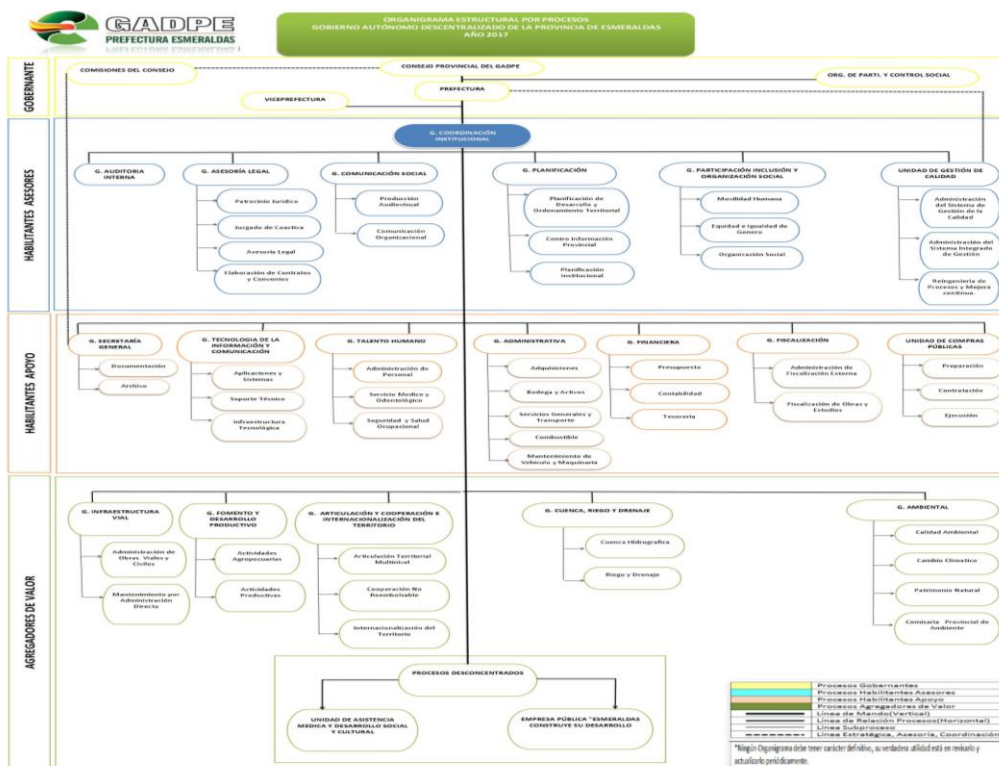 GADPE
PREFECTURA ESMERALDAS
ORGANIGRAMA ESTRUCTURAL POR PROCESOS
GOBIERNO AUTÓNOMO DESCENTRALIZADO DE LA PROVINCIA DE ESMERALDAS
AÑO 2017
GOBERNANTE
COMISIONES DEL CONSEJO
CONSEJO PROVINCIAL DEL GADPE
ORG. DE PARTI. Y CONTROL SOCIAL
PREFECTURA
VICEPREFECTURA
HABILITANTES ASESORES
G. COORDINACIÓN
INSTITUCIONAL
G. AUDITORIA
INTERNA
G. ASESORÍA LEGAL
Patrocinio Jurídico
Juzgado de Coactiva
Asesoría Legal
Elaboración de Contratos
y Convenios
G. COMUNICACIÓN SOCIAL
Producción
Audiovisual
Comunicación
Organizacional
G. PLANIFICACIÓN
Planificación de
Desarrollo y
Ordenamiento Territorial
Centro Información
Provincial
Planificación
Institucional
G. PARTICIPACIÓN INCLUSIÓN Y
ORGANIZACIÓN SOCIAL
Movilidad Humana
Equidad e Igualdad de
Genero
Organización Social
UNIDAD DE GESTIÓN DE
CALIDAD
Administración
del Sistema de
Gestión de la
Calidad
Administración del
Sistema Integrado
de Gestión
Reingeniería de
Procesos y Mejora
continua.
HABILITANTES APOYO
G. SECRETARÍA
GENERAL
Documentación
Archivo
G. TECNOLOGIA DE LA
INFORMACIÓN Y
COMUNICACIÓN
Aplicaciones y
Sistemas
Soporte Técnico
Infraestructura
Tecnológica
G. TALENTO HUMANO
Administración de
Personal
Servicio Medico y
Odontológico
Seguridad y Salud
Ocupacional
G. ADMINISTRATIVA
Adquisiciones
Bodega y Activos
Servicios Generales y
Transporte
Combustible
Mantenimiento de
Vehículo y Maquinaria
G. FINANCIERA
Presupuesto
Contabilidad
Tesorería
G. FISCALIZACIÓN
Administración de
Fiscalización Externa
Fiscalización de Obras y
Estudios
UNIDAD DE COMPRAS
PÚBLICAS
Preparación
Contratación
Ejecución
AGREGADORES DE VALOR
G. INFRAESTRUCTURA
VIAL
Administración de
Obras Viales y
Civiles
Mantenimiento por
Administración
Directa
G. FOMENTO Y
DESARROLLO
PRODUCTIVO
Actividades
Agropecuarias
Actividades
Productivas
G. ARTICULACIÓN Y COOPERACIÓN E
INTERNACIONALIZACIÓN DEL
TERRITORIO
Articulación Territorial
Multinivel
Cooperación No
Reembolsable
Internacionalización del
Territorio
G. CUENCA, RIEGO Y DRENAJE
Cuenca Hidrografica
Riego y Drenaje
G. AMBIENTAL
Calidad Ambiental
Cambio Climatico
Patrimonio Natural
Comisaria Provincial de
Ambiente
PROCESOS DESCONCENTRADOS
UNIDAD DE ASISTENCIA
MEDICA Y DESARROLLO SOCIAL
Y CULTURAL
EMPRESA PÚBLICA "ESMERALDAS
CONSTRUYE SU DESARROLLO
Procesos Gobernantes
Procesos Habilitantes Asesores
Procesos Habilitantes Apoyo
Procesos Agregadores de Valor
Línea de Mando(Vertical)
Línea de Relación Procesos(Horizontal)
Línea Subproceso
Línea Estratégica, Asesoría, Coordinación
"Ningún Organigrama debe tener carácter definitivo, su verdadera utilidad está en revisarlo y
actualizarlo periódicamente.